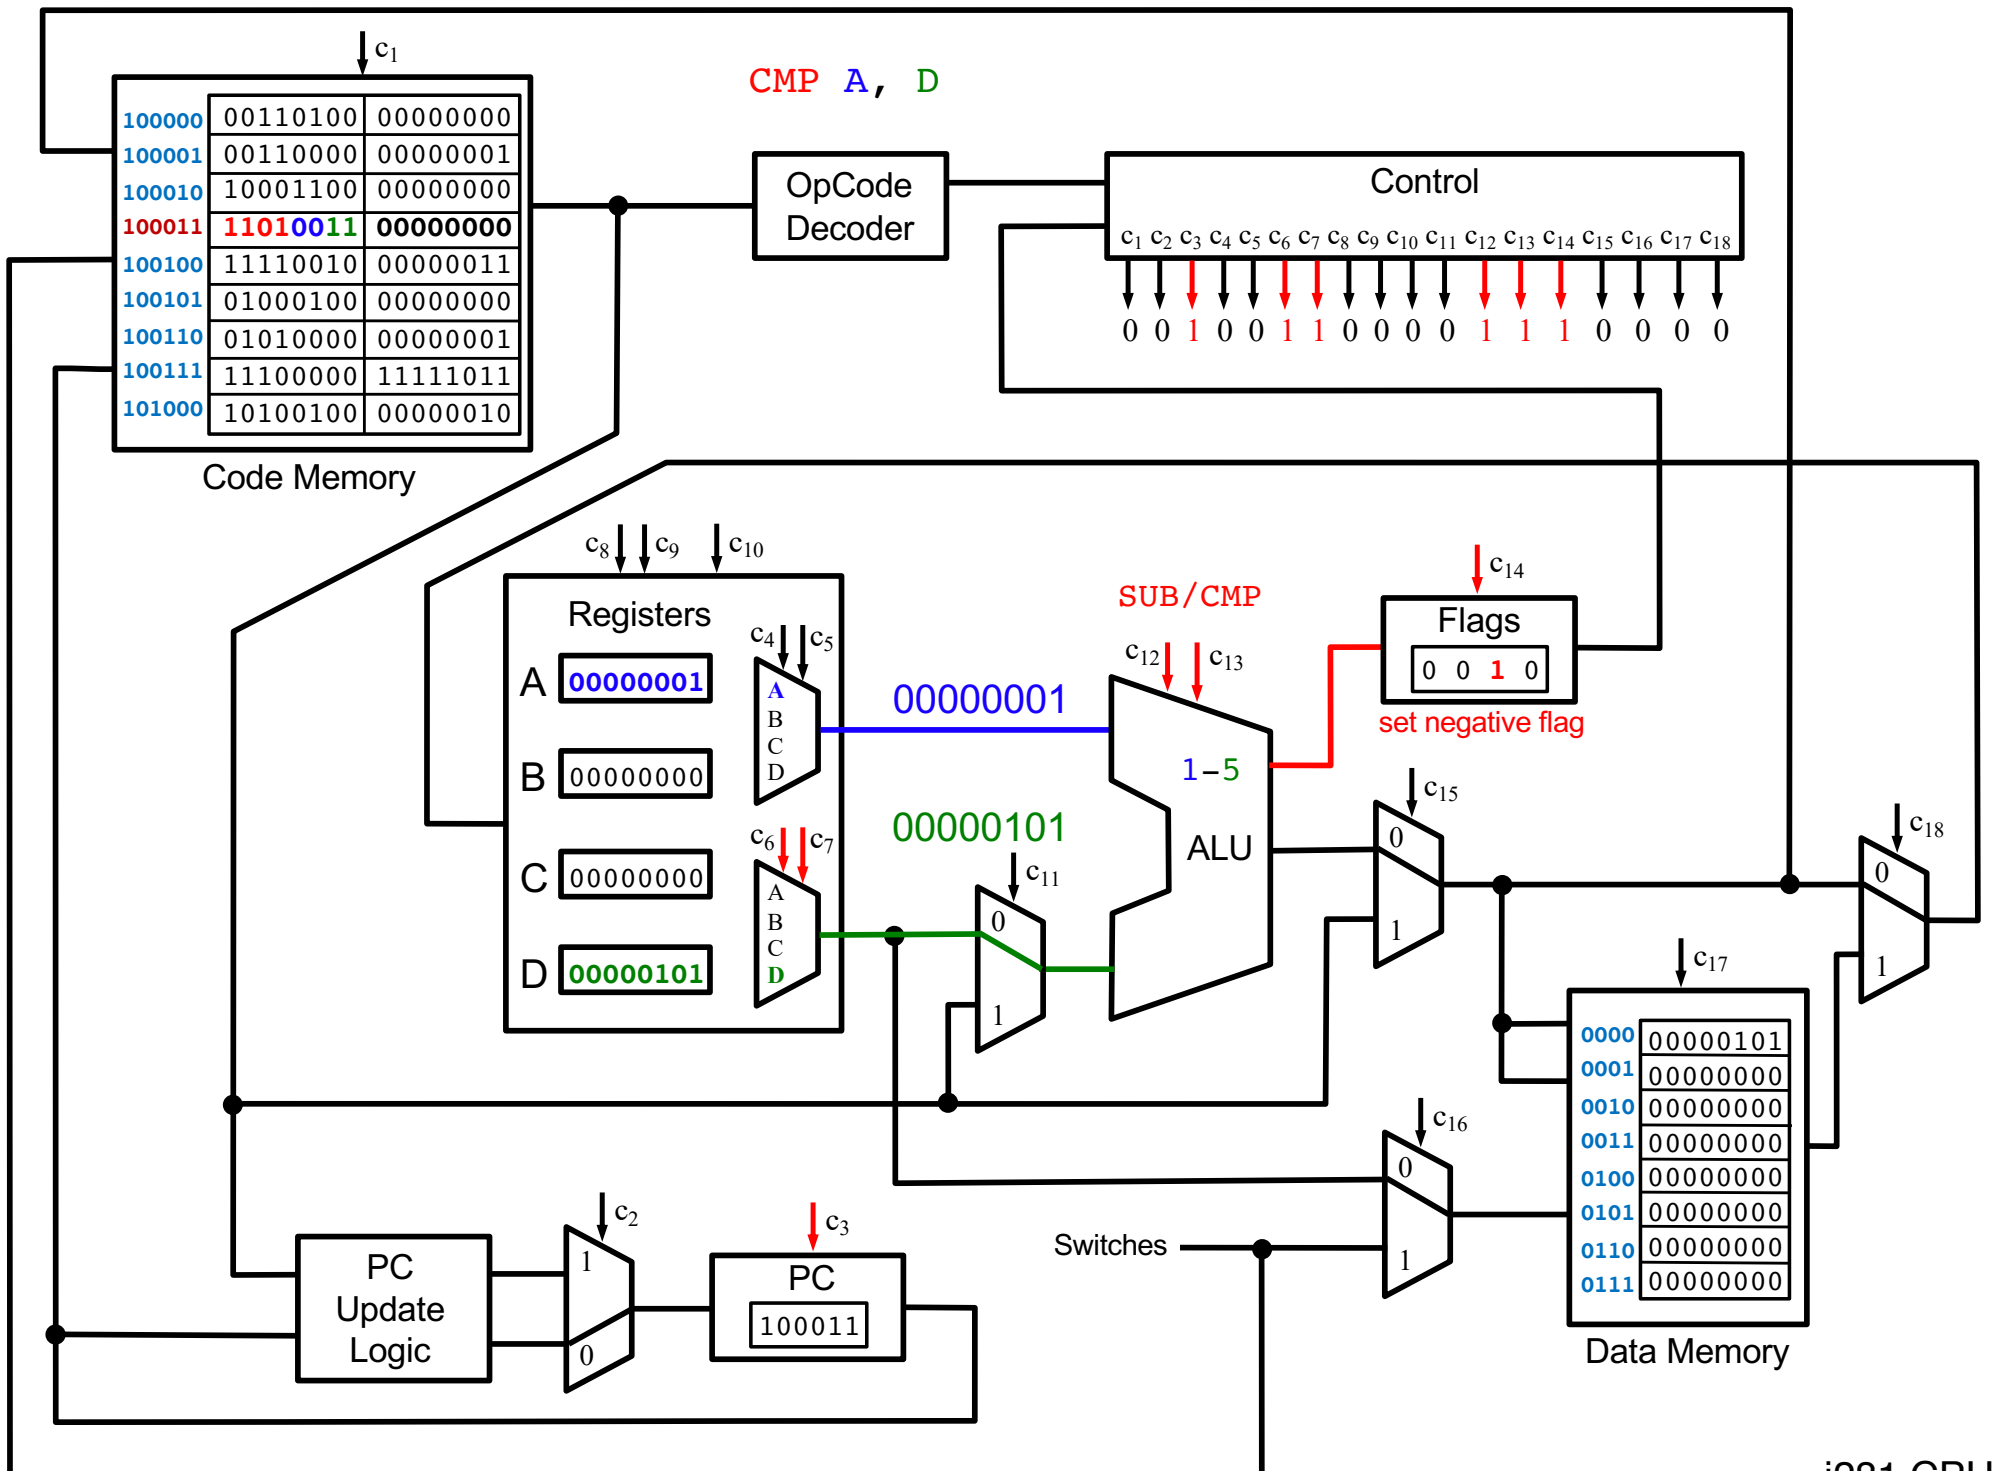 c1
CMP A, D
100000 00110100 00000000
100001 00110000 00000001
100010 10001100 00000000
100011 11010011 00000000
100100 11110010 00000011
100101 01000100 00000000
100110 01010000 00000001
100111 11100000 11111011
101000 10100100 00000010
Code Memory
OpCode
Decoder
Control
c1 c2 c3 c4 c5 c6 c7 c8 c9 c10 c11 c12 c13 c14 c15 c16 c17 c18
0 0 1 0 0 1 1 0 0 0 0 1 1 1 0 0 0 0
c8 c9 c10
Registers
c4 c5
A 00000001
B 00000000
C 00000000
D 00000101
A
B
C
D
c6 c7
A
B
C
D
00000001
00000101
c11
0
1
SUB/CMP
c12 c13
1–5
ALU
c14
Flags
0 0 1 0
set negative flag
c15
0
1
c18
0
1
c17
0000 00000101
0001 00000000
0010 00000000
0011 00000000
0100 00000000
0101 00000000
0110 00000000
0111 00000000
Data Memory
c16
0
1
Switches
PC
Update
Logic
c2
1
0
c3
PC
100011